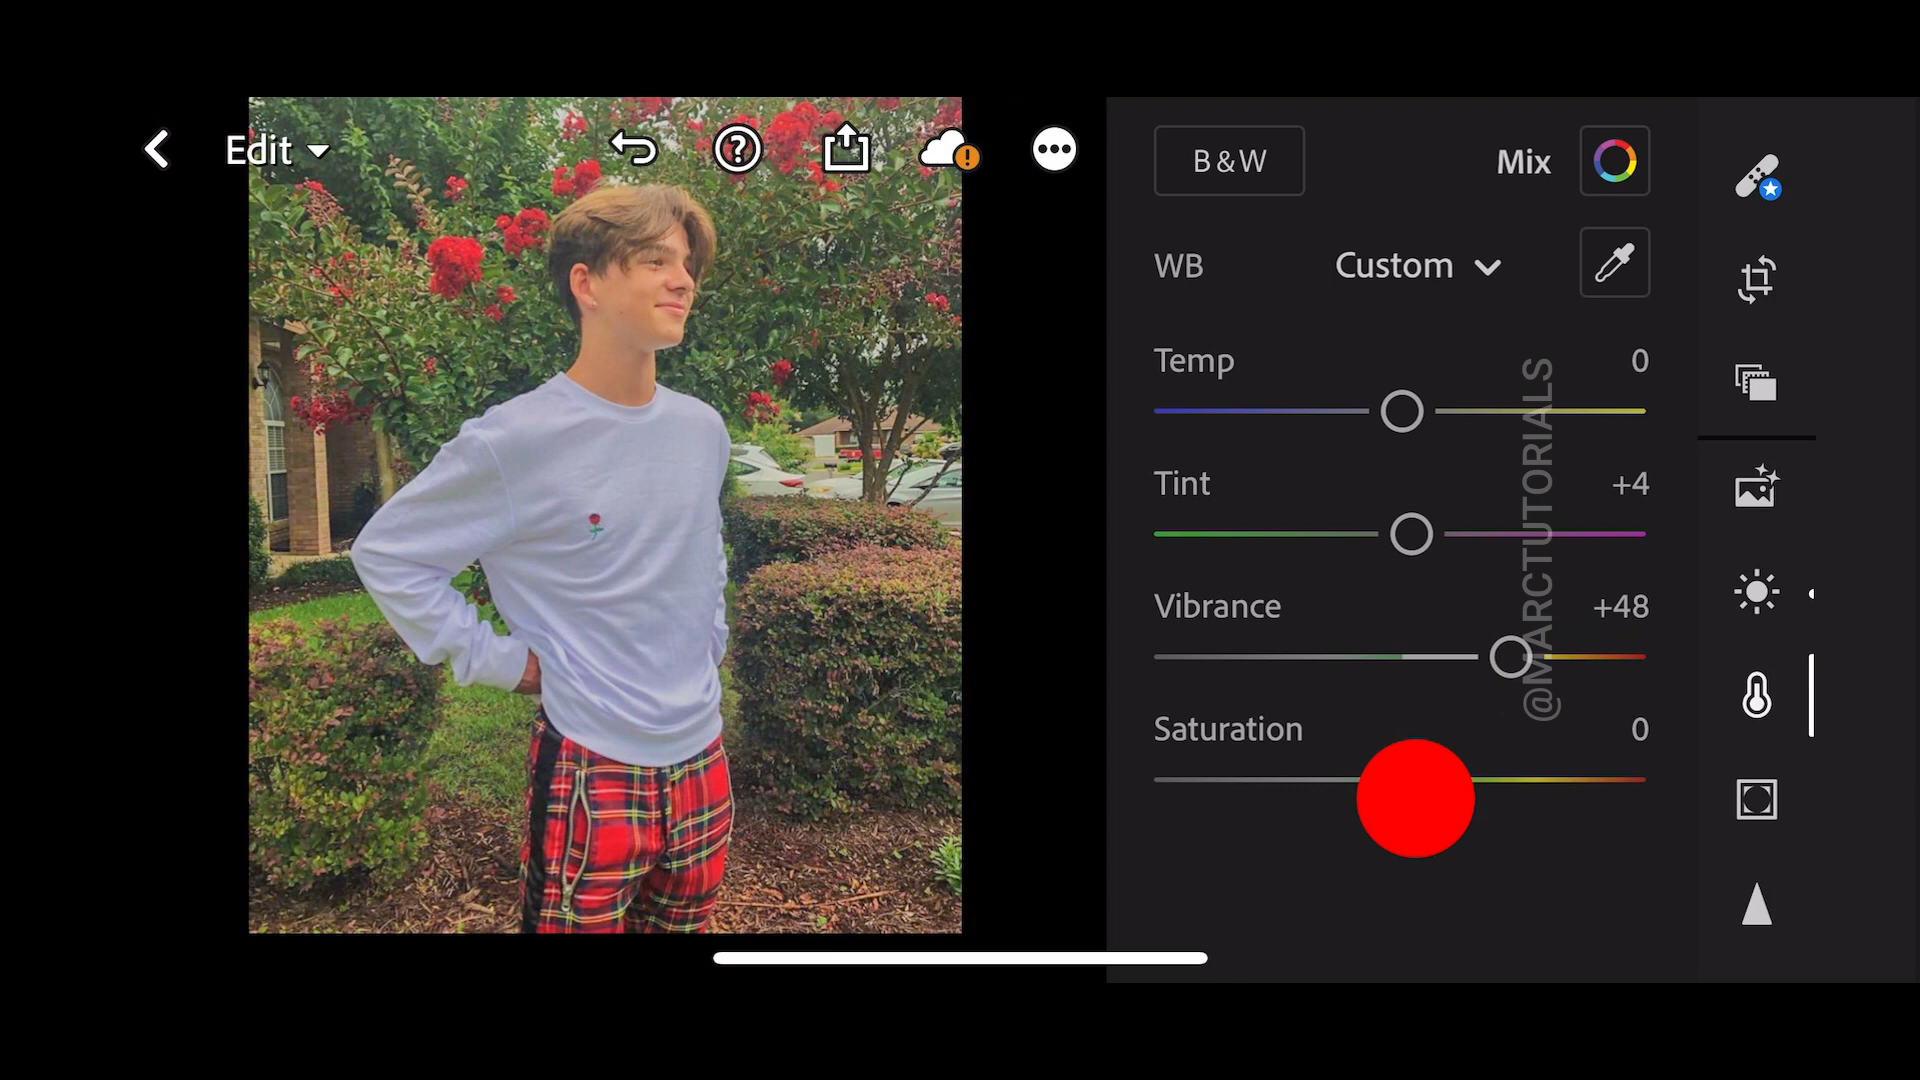 Edit
B & W
Mix
WB
Custom
Temp
0
Tint
+4
Vibrance
+48
Saturation
0
@MARCTUTORIALS